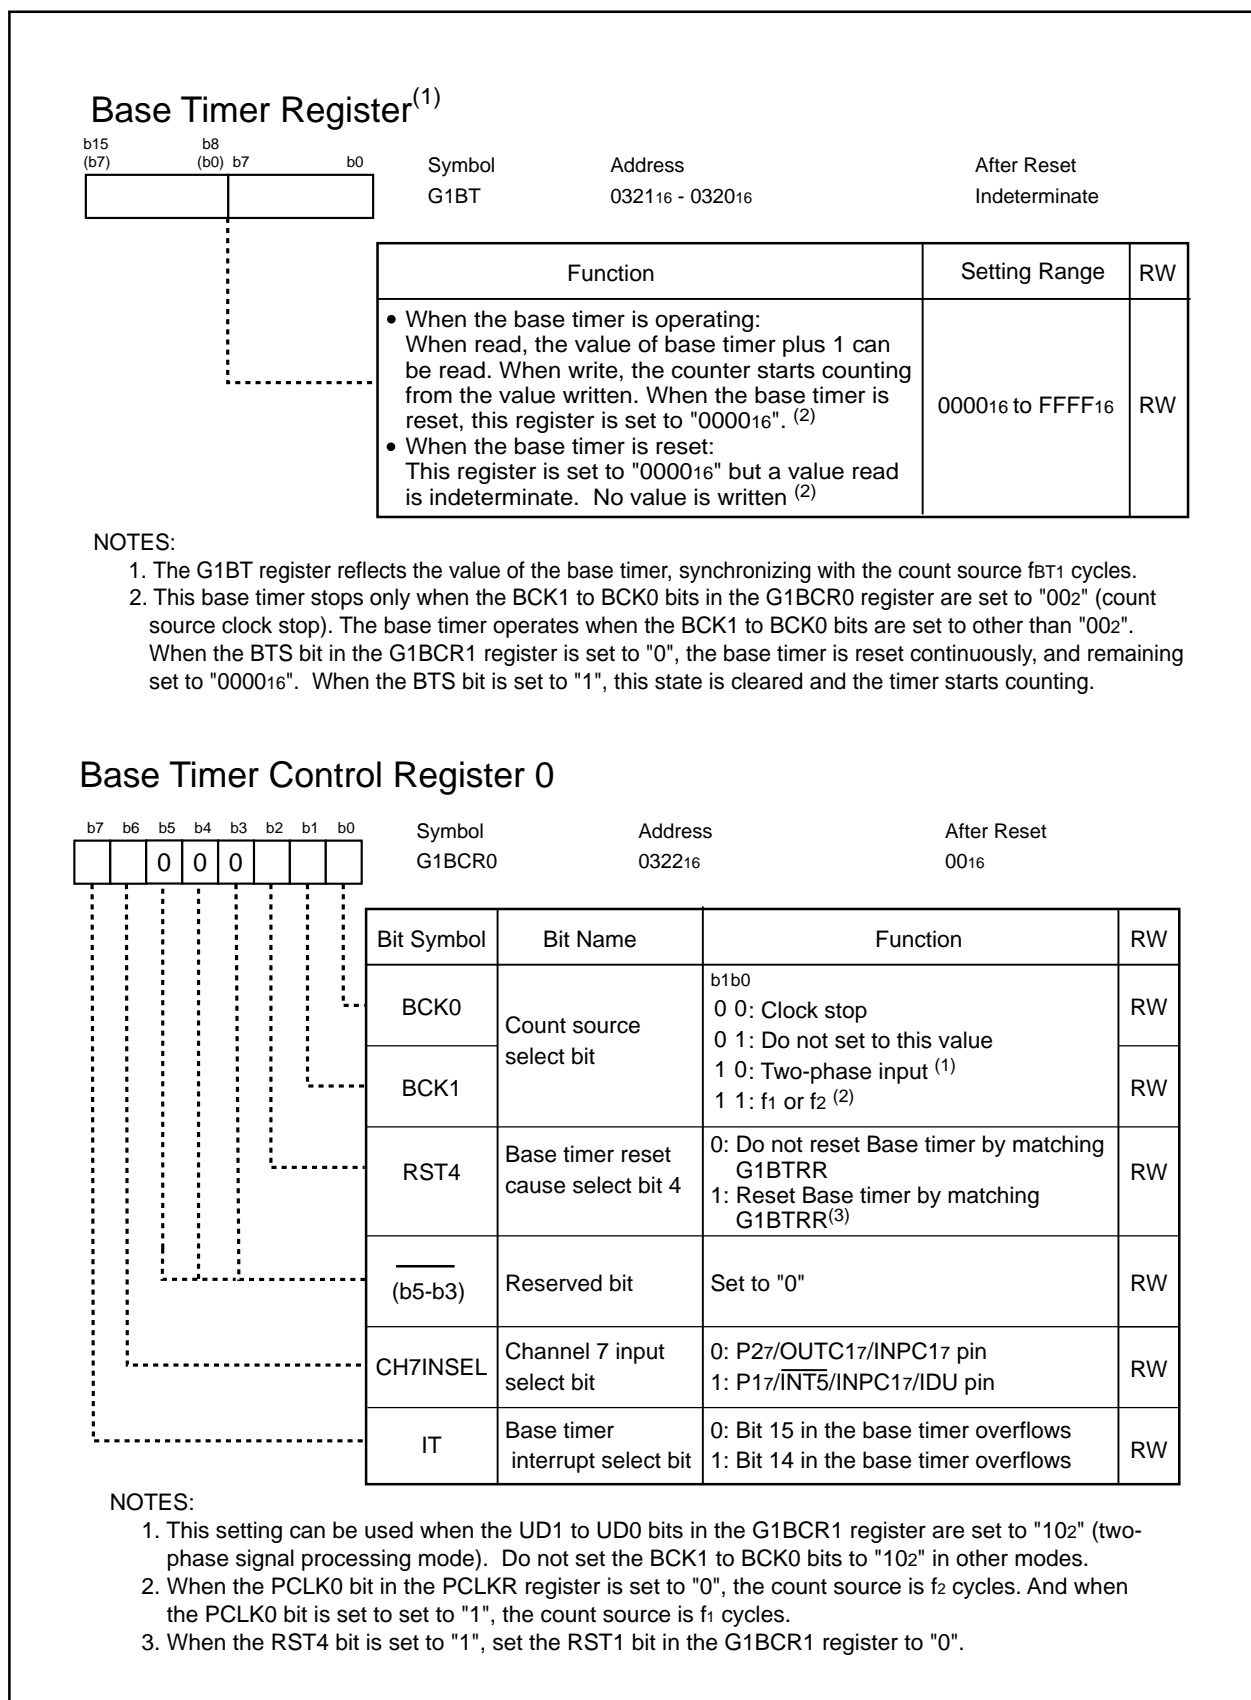 Base Timer Register(1)
b15 b8
(b7) (b0) b7 b0
Symbol Address After Reset
G1BT 032116 - 032016 Indeterminate
Function Setting Range RW
• When the base timer is operating:
When read, the value of base timer plus 1 can
be read. When write, the counter starts counting
from the value written. When the base timer is
reset, this register is set to "000016". (2)
000016 to FFFF16 RW
• When the base timer is reset:
This register is set to "000016" but a value read
is indeterminate. No value is written (2)
NOTES:
1. The G1BT register reflects the value of the base timer, synchronizing with the count source fBT1 cycles.
2. This base timer stops only when the BCK1 to BCK0 bits in the G1BCR0 register are set to "002" (count
source clock stop). The base timer operates when the BCK1 to BCK0 bits are set to other than "002".
When the BTS bit in the G1BCR1 register is set to "0", the base timer is reset continuously, and remaining
set to "000016". When the BTS bit is set to "1", this state is cleared and the timer starts counting.
Base Timer Control Register 0
b7 b6 b5 b4 b3 b2 b1 b0
0 0 0
Symbol Address After Reset
G1BCR0 032216 0016
Bit Symbol Bit Name Function RW
BCK0
BCK1
Count source
select bit
b1b0
0 0: Clock stop
0 1: Do not set to this value
1 0: Two-phase input (1)
1 1: f1 or f2 (2)
RW
RW
RST4
Base timer reset
cause select bit 4
0: Do not reset Base timer by matching
G1BTRR
1: Reset Base timer by matching
G1BTRR(3)
RW
(b5-b3) Reserved bit Set to "0" RW
CH7INSEL
Channel 7 input
select bit
0: P27/OUTC17/INPC17 pin
1: P17/INT5/INPC17/IDU pin
RW
IT
Base timer
interrupt select bit
0: Bit 15 in the base timer overflows
1: Bit 14 in the base timer overflows
RW
NOTES:
1. This setting can be used when the UD1 to UD0 bits in the G1BCR1 register are set to "102" (two-
phase signal processing mode). Do not set the BCK1 to BCK0 bits to "102" in other modes.
2. When the PCLK0 bit in the PCLKR register is set to "0", the count source is f2 cycles. And when
the PCLK0 bit is set to set to "1", the count source is f1 cycles.
3. When the RST4 bit is set to "1", set the RST1 bit in the G1BCR1 register to "0".